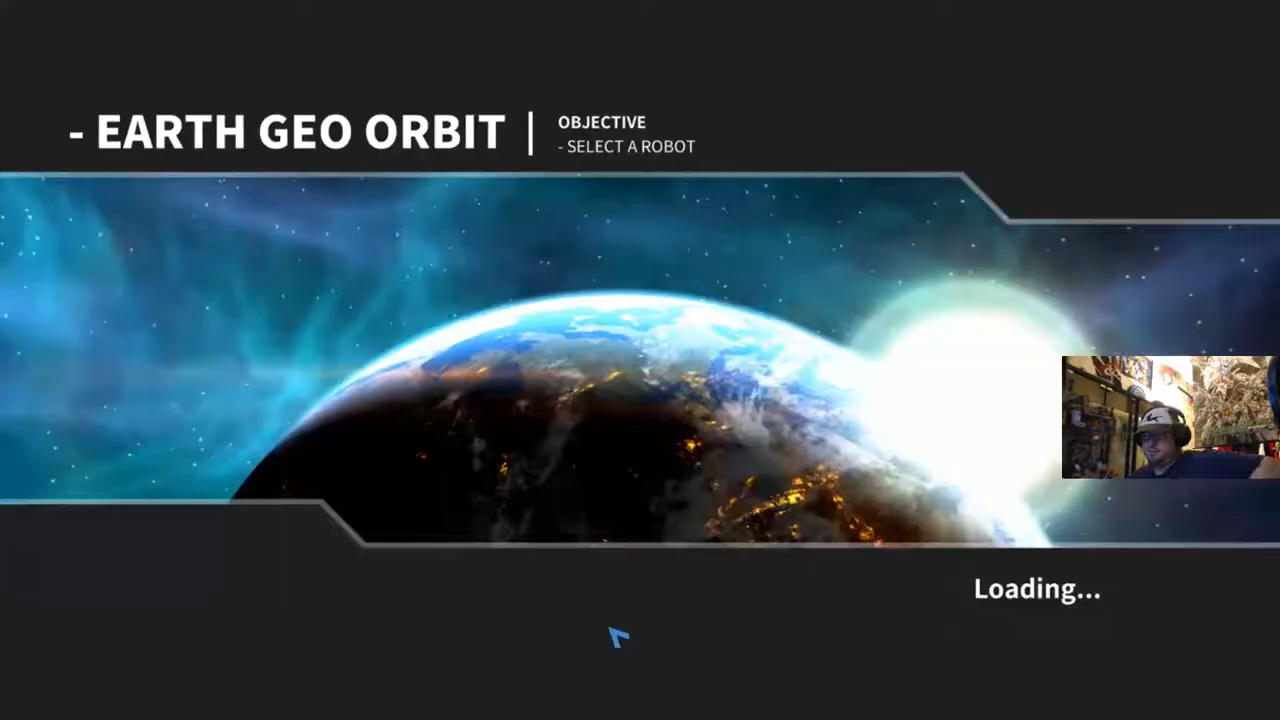 - EARTH GEO ORBIT
OBJECTIVE
- SELECT A ROBOT
Loading...